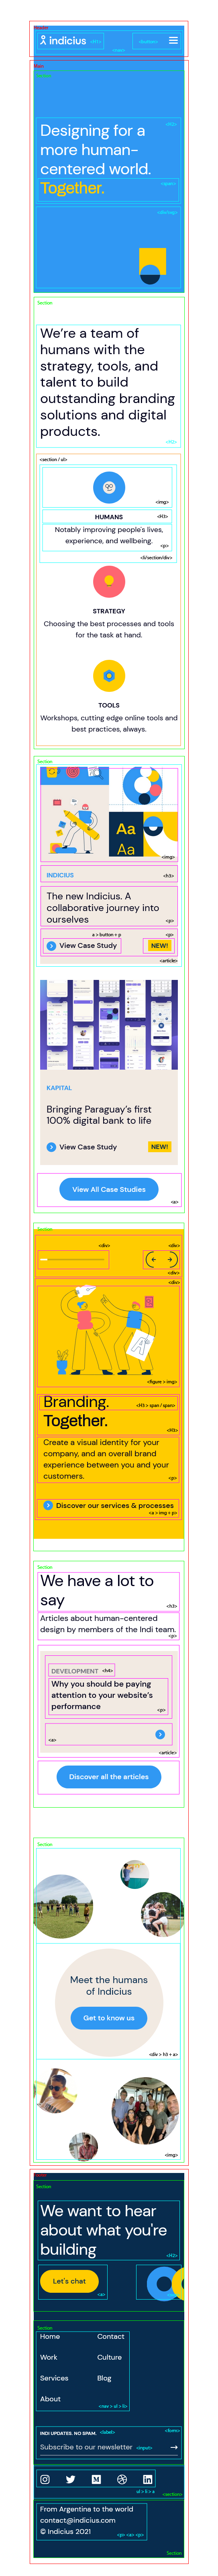 Header
indicius
<H1>
<button>
<nav>
Main
Section
<H1>
Designing for a
more human-
centered world.
Together.
<span>
<div/img>
Section
We're a team of
humans with the
strategy, tools, and
talent to build
outstanding branding
solutions and digital
products.
<H2>
<section / ul>
<img>
HUMANS
<H3>
Notably improving people's lives,
experience, and wellbeing.
<p>
<li/section/div>
STRATEGY
Choosing the best processes and tools
for the task at hand.
TOOLS
Workshops, cutting edge online tools and
best practices, always.
Section
Aa
Aa
<img>
INDICIUS
<h3>
The new Indicius. A
collaborative journey into
ourselves
<p>
a > button + p
<p>
View Case Study
NEW!
<article>
KAPITAL
Bringing Paraguay's first
100% digital bank to life
View Case Study
NEW!
View All Case Studies
<a>
Section
<div>
<div>
<div>
<div>
A
<figure > img>
Branding.
<H3 > span / span>
Together.
<H3>
Create a visual identity for your
company, and an overall brand
experience between you and your
customers.
<p>
Discover our services & processes
<a > img + p>
Section
We have a lot to
say
<h3>
Articles about human-centered
design by members of the Indi team.
<p>
DEVELOPMENT
<h4>
Why you should be paying
attention to your website's
performance
<p>
<a>
<article>
Discover all the articles
Section
Meet the humans
of Indicius
Get to know us
<div > h3 + a>
<img>
Section
We want to hear
about what you're
building
<H2>
Let's chat
<a>
Section
Home
Contact
Work
Culture
Services
Blog
About
<nav > ul > li>
<form>
INDI UPDATES. NO SPAM.
<label>
Subscribe to our newsletter
<input>
ul > li > a
<section>
From Argentina to the world
contact@indicius.com
© Indicius 2021
<p> <a> <p>
Section